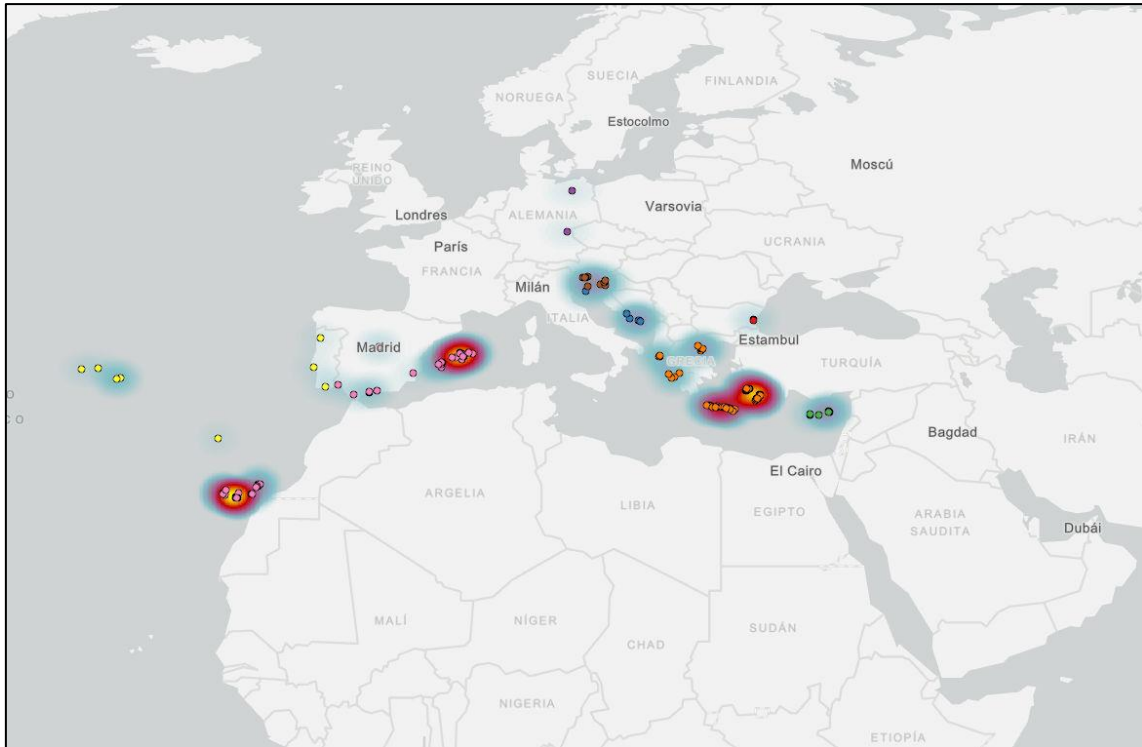 SUECIA
FINLANDIA
NORUEGA
Estocolmo
Moscú
REINO
UNIDO
Londres
ALEMANIA
Varsovia
París
UCRANIA
FRANCIA
Milán
ITALIA
Madrid
Estambul
GRECIA
TURQUÍA
O
CO
Bagdad
IRÁN
El Cairo
ARGELIA
LIBIA
EGIPTO
ARABIA
SAUDITA
Dubái
MALÍ
NÍGER
CHAD
SUDÁN
NIGERIA
ETIOPÍA